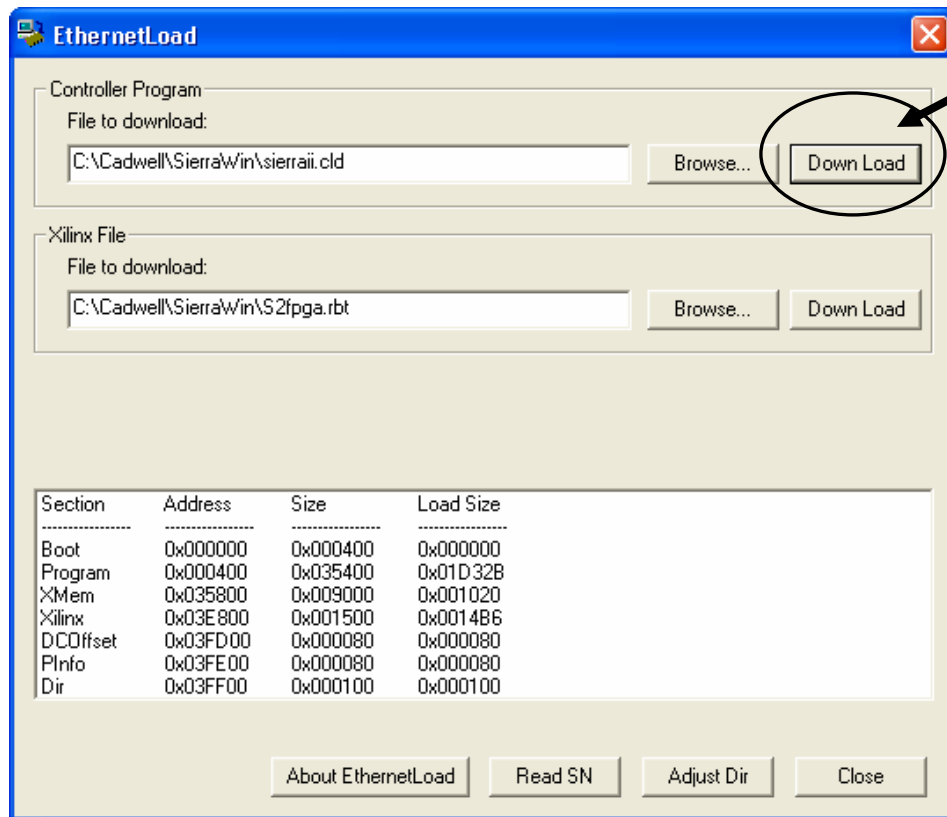 EthernetLoad
Controller Program
File to download:
C:\Cadwell\SierraWin\sierraii.cld Browse... Down Load
Xilinx File
File to download:
C:\Cadwell\SierraWin\S2fpga.rbt Browse... Down Load
Section Address Size Load Size
----------------- ----------------- ----------------- -----------------
Boot 0x000000 0x000400 0x000000
Program 0x000400 0x035400 0x01D32B
XMem 0x035800 0x009000 0x001020
Xilinx 0x03E800 0x001500 0x0014B6
DCOffset 0x03FD00 0x000080 0x000080
PInfo 0x03FE00 0x000080 0x000080
Dir 0x03FF00 0x000100 0x000100
About EthernetLoad Read SN Adjust Dir Close